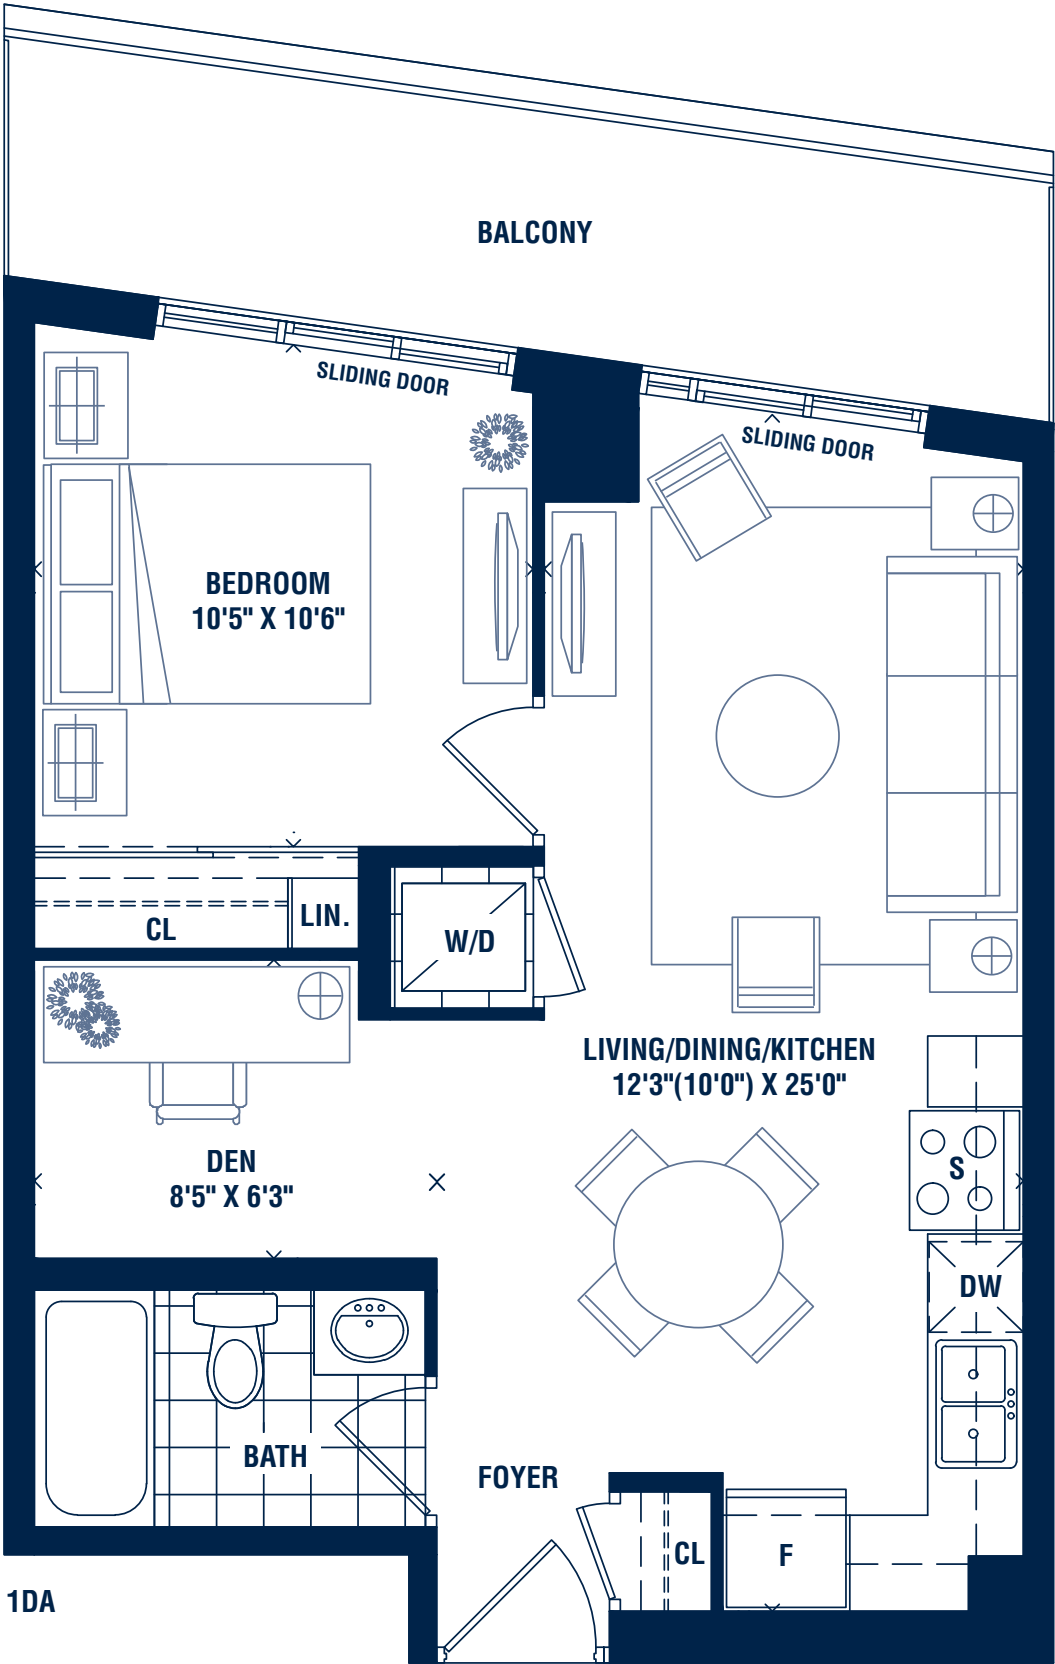 BALCONY
SLIDING DOOR
SLIDING DOOR
BEDROOM
10'5" X 10'6"
CL
LIN.
W/D
LIVING/DINING/KITCHEN
12'3"(10'0") X 25'0"
DEN
8'5" X 6'3"
S
DW
BATH
FOYER
CL
F
1DA